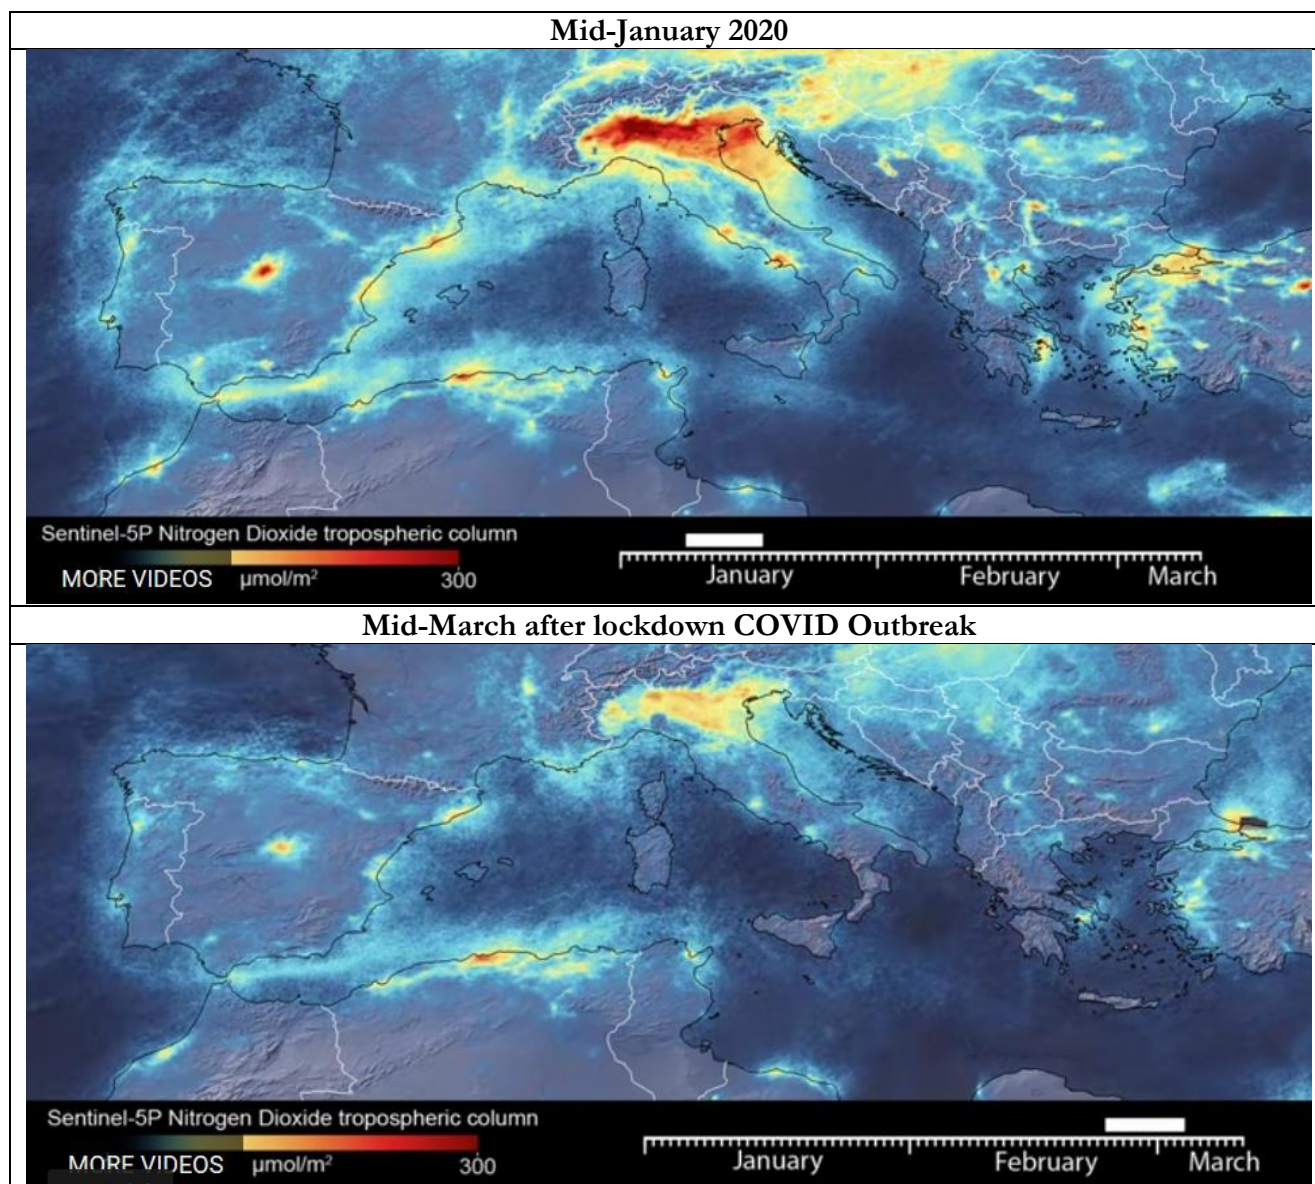 Mid-January 2020
Sentinel-5P Nitrogen Dioxide tropospheric column
MORE VIDEOS μmol/m² 300
January February March
Mid-March after lockdown COVID Outbreak
Sentinel-5P Nitrogen Dioxide tropospheric column
MORE VIDEOS μmol/m² 300
January February March